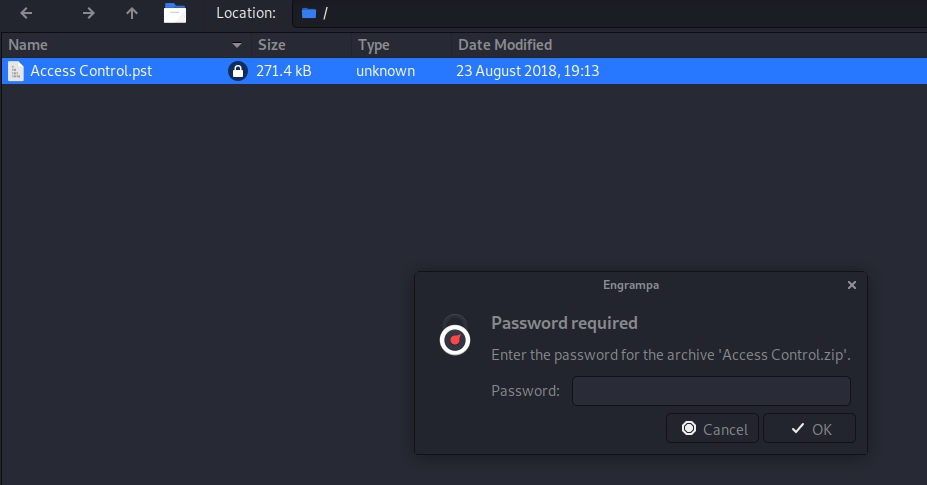 Location: /
Name Size Type Date Modified
Access Control.pst 271.4 kB unknown 23 August 2018, 19:13
Engrampa
Password required
Enter the password for the archive 'Access Control.zip'.
Password:
Cancel OK